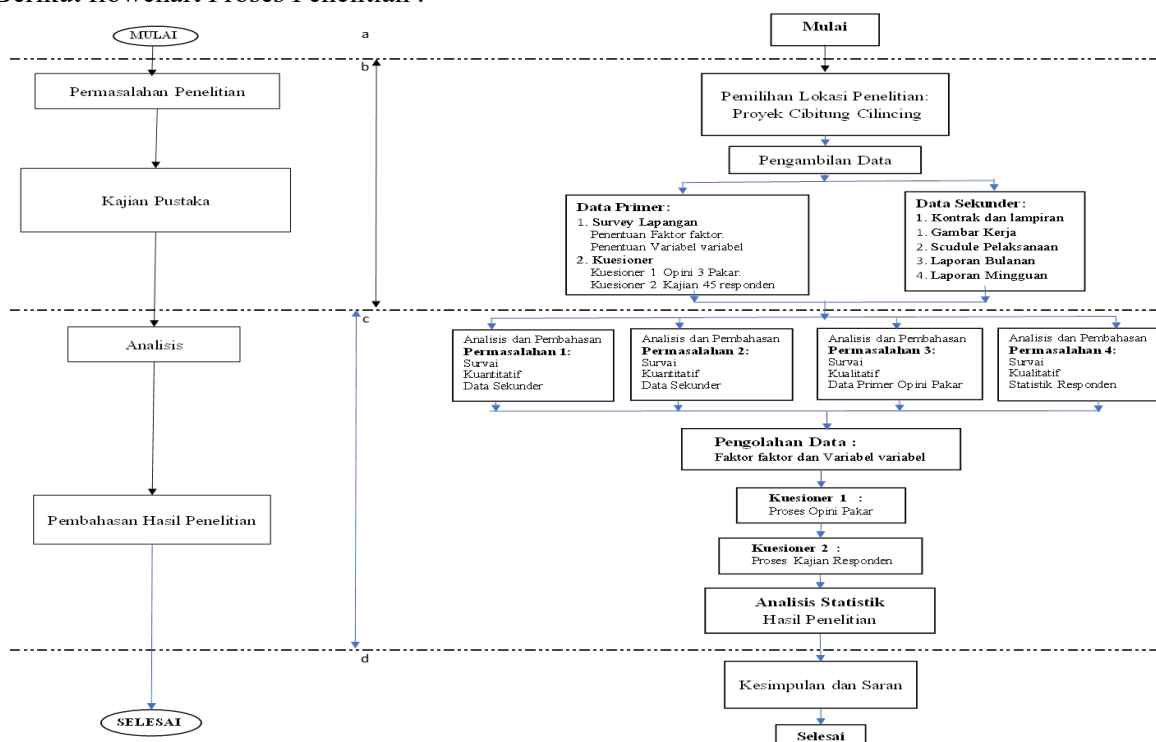 Berikut flowchart Proses Penelitian :
MULAI
a
Mulai
b
Permasalahan Penelitian
Pemilihan Lokasi Penelitian:
Proyek Cibitung Cilincing
Pengambilan Data
Kajian Pustaka
Data Primer:
1. Survey Lapangan
Penentuan Faktor faktor.
Penentuan Variabel variabel
2. Kuesioner
Kuesioner 1 Opini 3 Pakar.
Kuesioner 2 Kajian 45 responden
Data Sekunder:
1. Kontrak dan lampiran
1. Gambar Kerja
2. Scudule Pelaksanaan
3. Laporan Bulanan
4. Laporan Mingguan
c
Analisis
Analisis dan Pembahasan
Permasalahan 1:
Survai
Kuantitatif
Data Sekunder
Analisis dan Pembahasan
Permasalahan 2:
Survai
Kuantitatif
Data Sekunder
Analisis dan Pembahasan
Permasalahan 3:
Survai
Kualitatif
Data Primer Opini Pakar
Analisis dan Pembahasan
Permasalahan 4:
Survai
Kualitatif
Statistik Responden
Pengolahan Data :
Faktor faktor dan Variabel variabel
Pembahasan Hasil Penelitian
Kuesioner 1 :
Proses Opini Pakar
Kuesioner 2 :
Proses Kajian Responden
Analisis Statistik
Hasil Penelitian
d
Kesimpulan dan Saran
SELESAI
Selesai